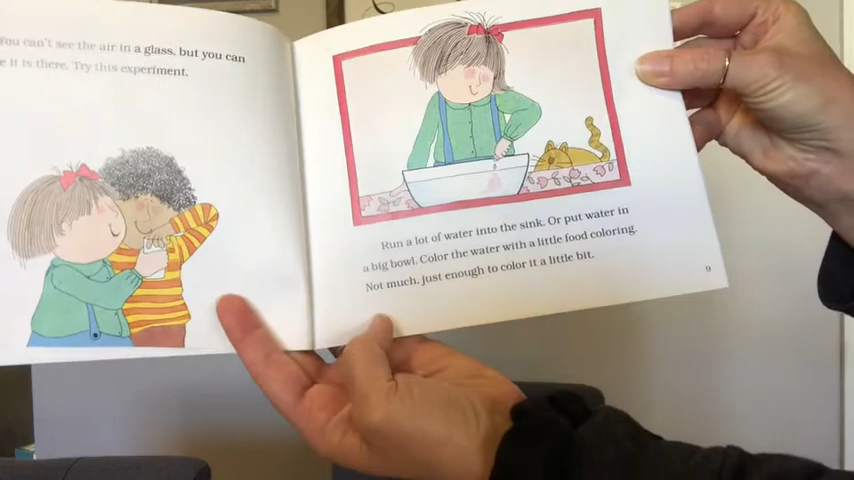 You can't see the air in a glass, but you can
it is there. Try this experiment.
Run a lot of water into the sink. Or put water in
a big bowl. Color the water with a little food coloring.
Not much, just enough to color it a little bit.
9